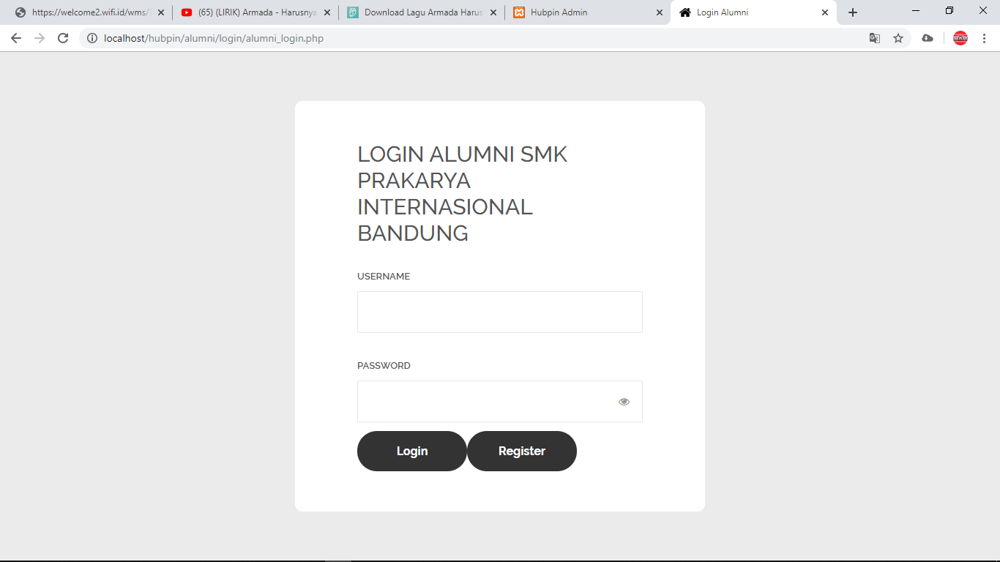 https://welcome2.wifi.id/wms/
(65) (LIRIK) Armada - Harusnya
Download Lagu Armada Harus
Hubpin Admin
Login Alumni
localhost/hubpin/alumni/login/alumni_login.php
LOGIN ALUMNI SMK
PRAKARYA
INTERNASIONAL
BANDUNG
USERNAME
PASSWORD
Login
Register